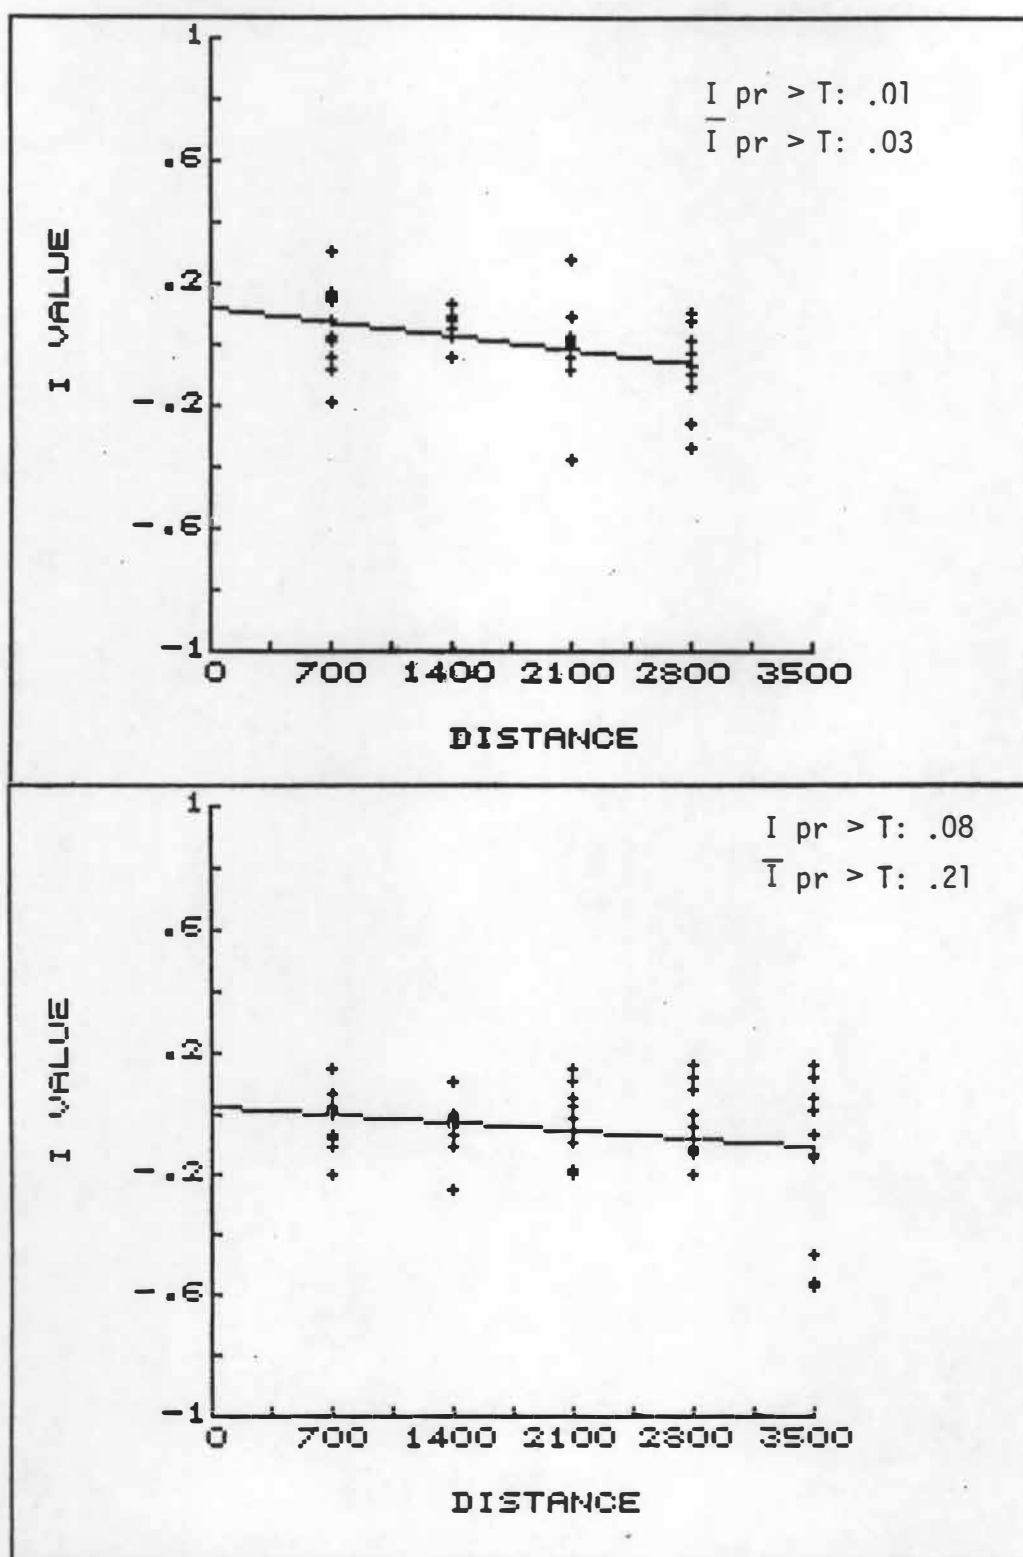 1
I pr > T: .01
Ī pr > T: .03
.6
I VALUE
.2
-.2
-.6
-1
0 700 1400 2100 2800 3500
DISTANCE
1
I pr > T: .08
Ī pr > T: .21
.6
I VALUE
.2
-.2
-.6
-1
0 700 1400 2100 2800 3500
DISTANCE